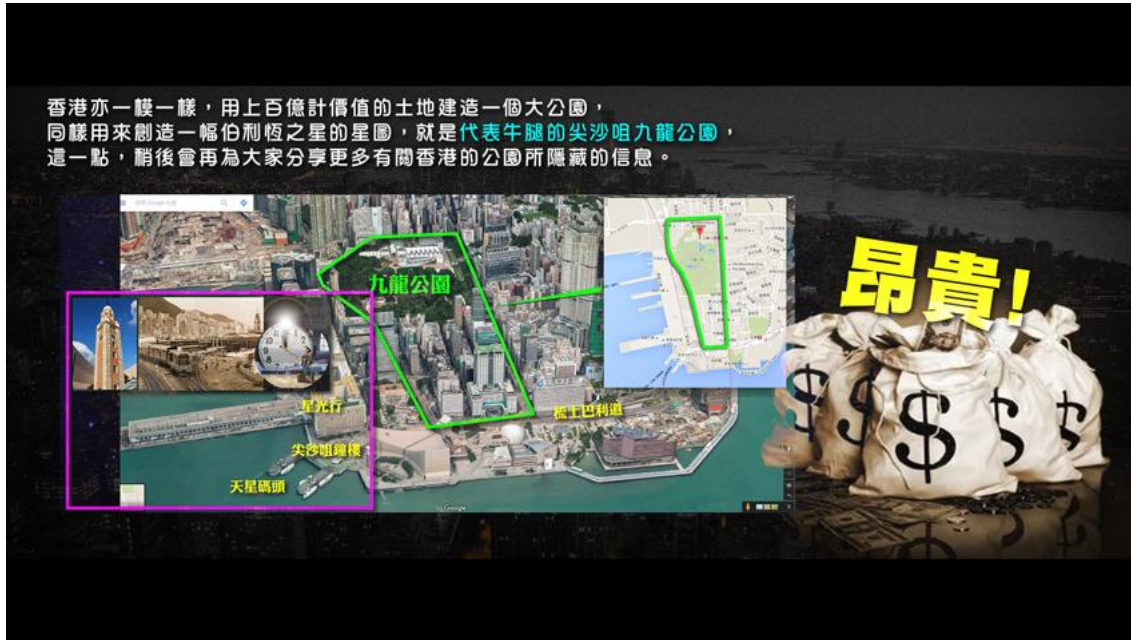 香港亦一模一樣，用上百億計價值的土地建造一個大公園，
同樣用來創造一幅伯利恆之星的星圖，就是代表牛腿的尖沙咀九龍公園，
這一點，稍後會再為大家分享更多有關香港的公園所隱藏的信息。
九龍公園
昂貴！
星光行
梳士巴利道
尖沙咀鐘樓
天星碼頭
Google
$
$
$
$
$